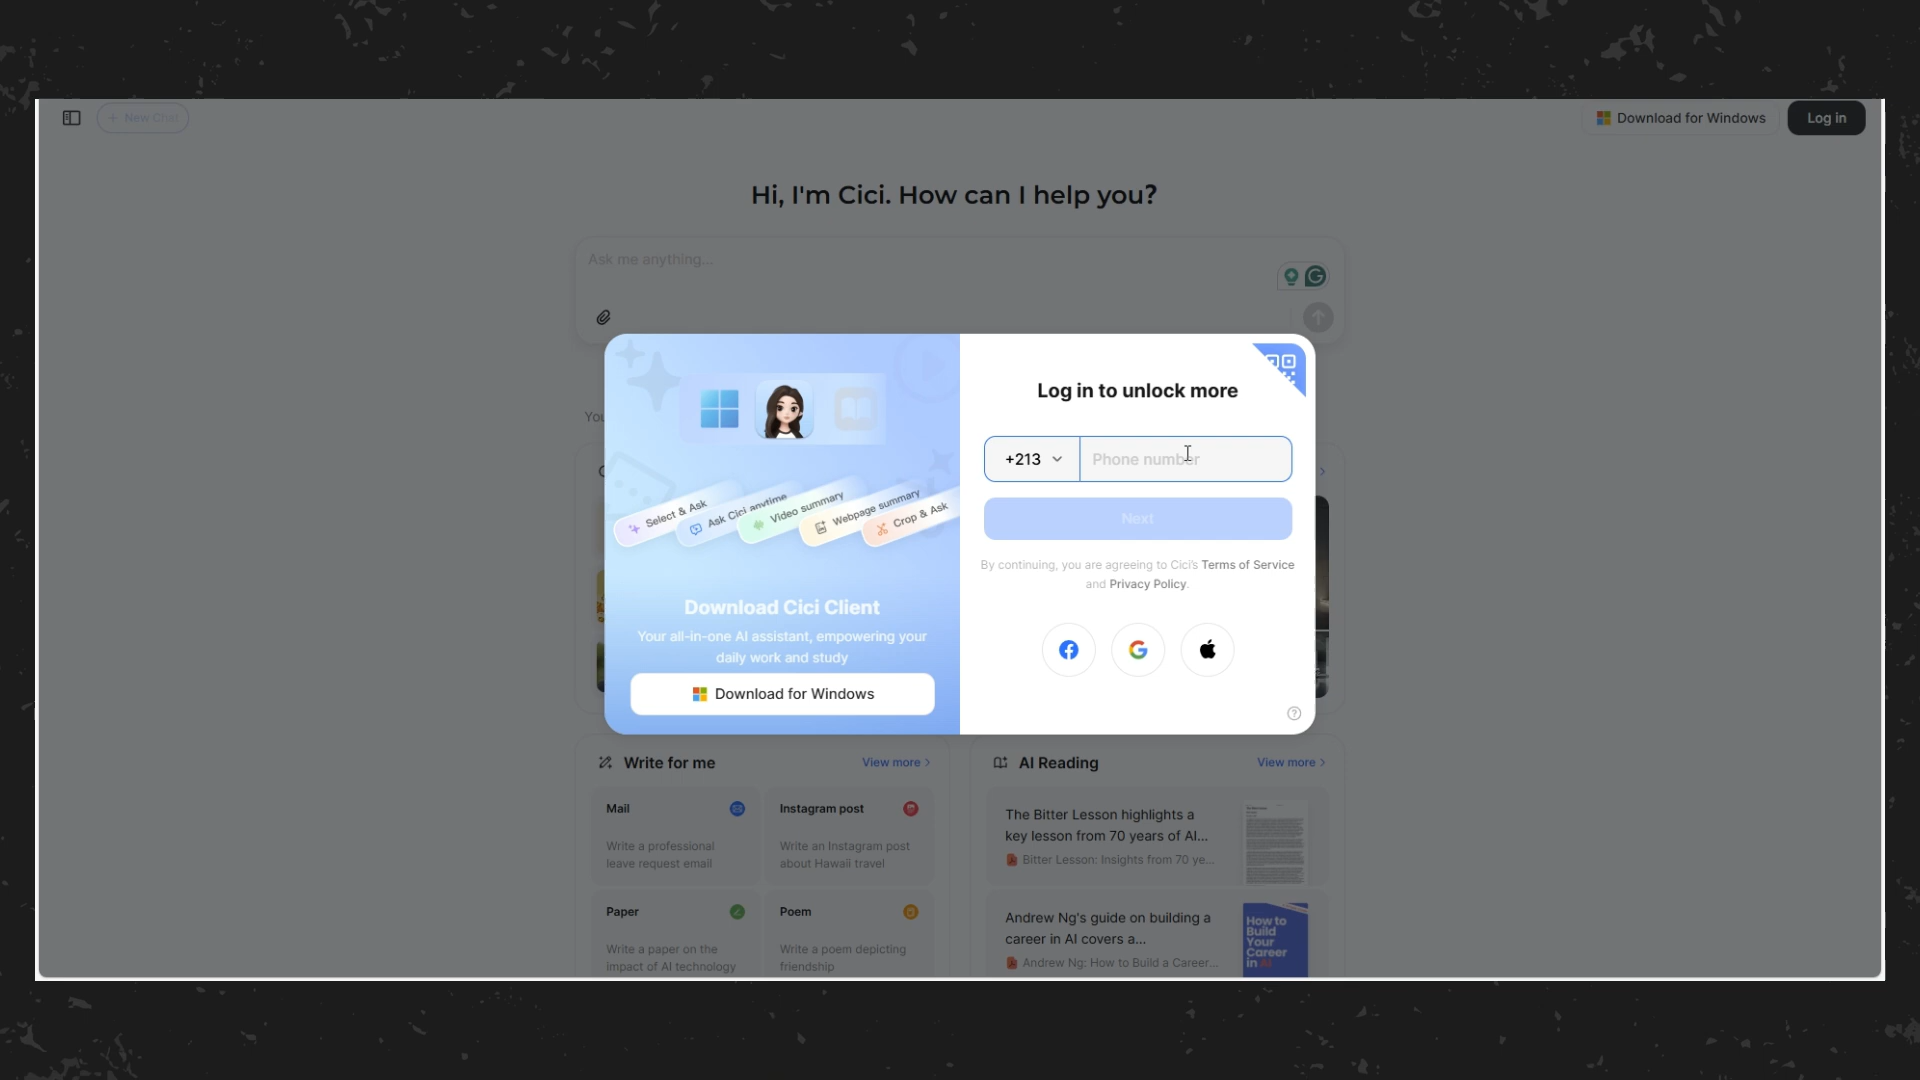 New Chat
Download for Windows
Log in
Hi, I'm Cici. How can I help you?
Ask me anything...
You
Log in to unlock more
+213
Phone number
Next
By continuing, you are agreeing to Cici's Terms of Service
and Privacy Policy.
Select & Ask
Ask Cici anytime
Video summary
Webpage summary
Crop & Ask
Download Cici Client
Your all-in-one AI assistant, empowering your
daily work and study
Download for Windows
Write for me
View more >
Mail
Write a professional
leave request email
Instagram post
Write an Instagram post
about Hawaii travel
Paper
Write a paper on the
impact of AI technology
Poem
Write a poem depicting
friendship
AI Reading
View more >
The Bitter Lesson highlights a
key lesson from 70 years of AI...
Bitter Lesson: Insights from 70 ye...
Andrew Ng's guide on building a
career in AI covers a...
Andrew Ng: How to Build a Career...
How to
Build
Your
Career
in AI